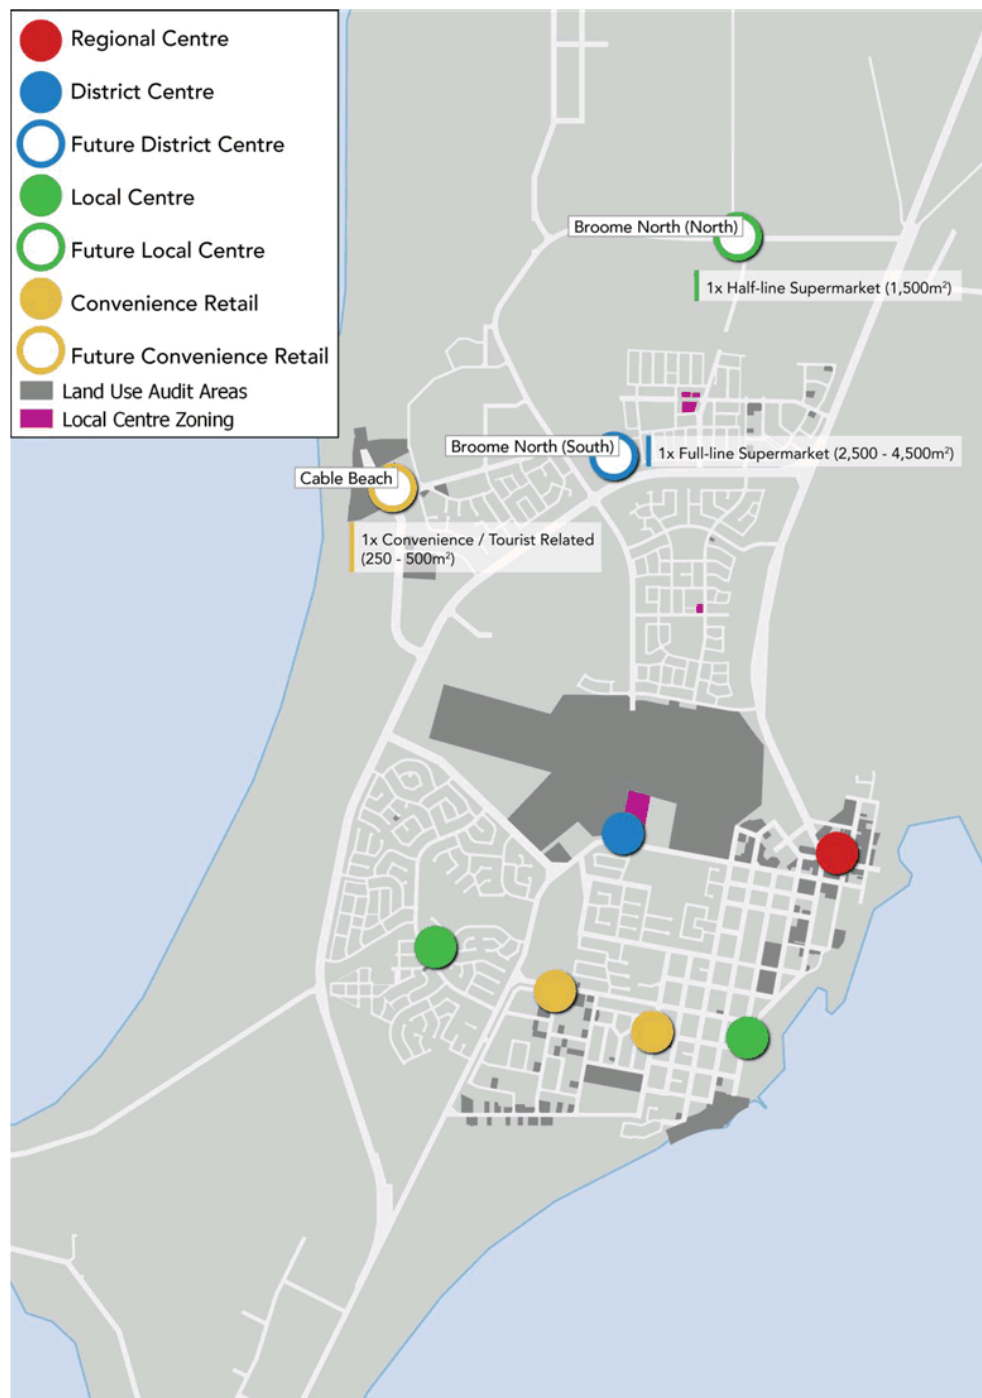 Regional Centre
District Centre
Future District Centre
Local Centre
Future Local Centre
Convenience Retail
Future Convenience Retail
Land Use Audit Areas
Local Centre Zoning
Broome North (North)
1x Half-line Supermarket (1,500m²)
Broome North (South)
1x Full-line Supermarket (2,500 - 4,500m²)
Cable Beach
1x Convenience / Tourist Related
(250 - 500m²)